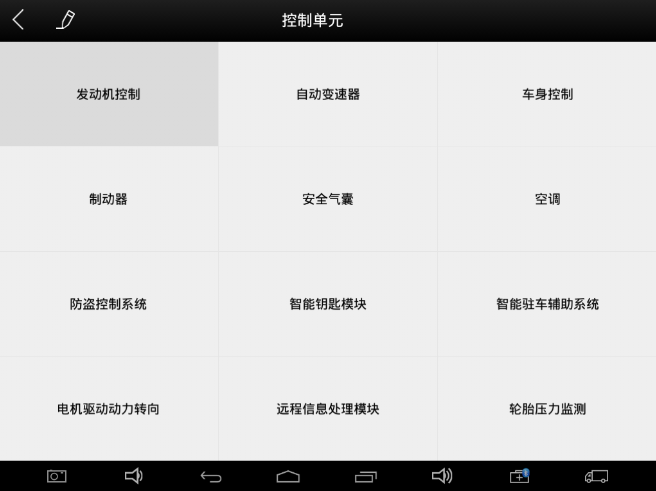 控制单元
发动机控制
自动变速器
车身控制
制动器
安全气囊
空调
防盗控制系统
智能钥匙模块
智能驻车辅助系统
电机驱动动力转向
远程信息处理模块
轮胎压力监测